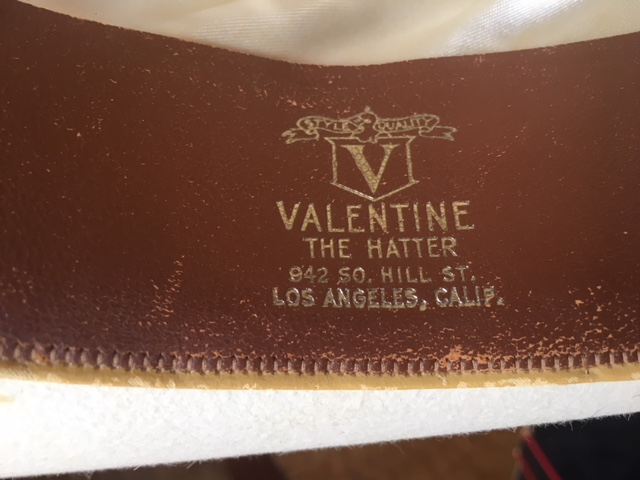 STYLE & QUALITY
V
VALENTINE
THE HATTER
942 SO. HILL ST.
LOS ANGELES, CALIF.